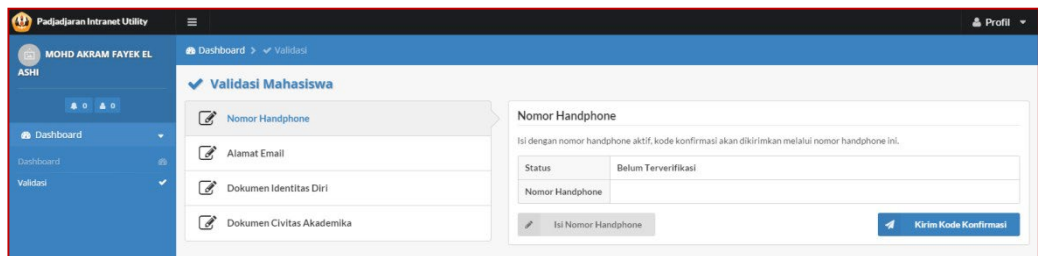 Padjadjaran Intranet Utility
Profil
MOHD AKRAM FAYEK EL
ASHI
0 0
Dashboard
Dashboard
Validasi
Dashboard > Validasi
Validasi Mahasiswa
Nomor Handphone
Alamat Email
Dokumen Identitas Diri
Dokumen Civitas Akademika
Nomor Handphone
Isi dengan nomor handphone aktif, kode konfirmasi akan dikirimkan melalui nomor handphone ini.
Status Belum Terverifikasi
Nomor Handphone
Isi Nomor Handphone
Kirim Kode Konfirmasi